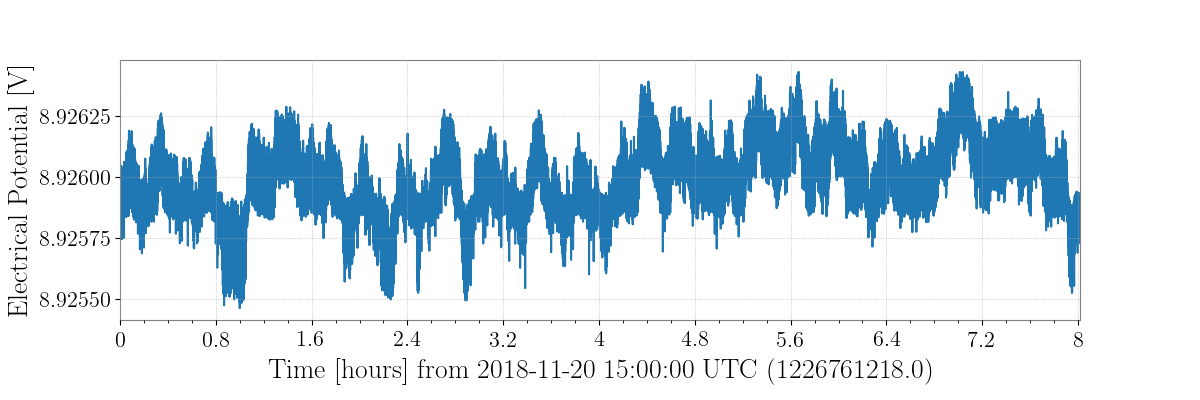 Electrical Potential [V]
8.92625
8.92600
8.92575
8.92550
0 0.8 1.6 2.4 3.2 4 4.8 5.6 6.4 7.2 8
Time [hours] from 2018-11-20 15:00:00 UTC (1226761218.0)